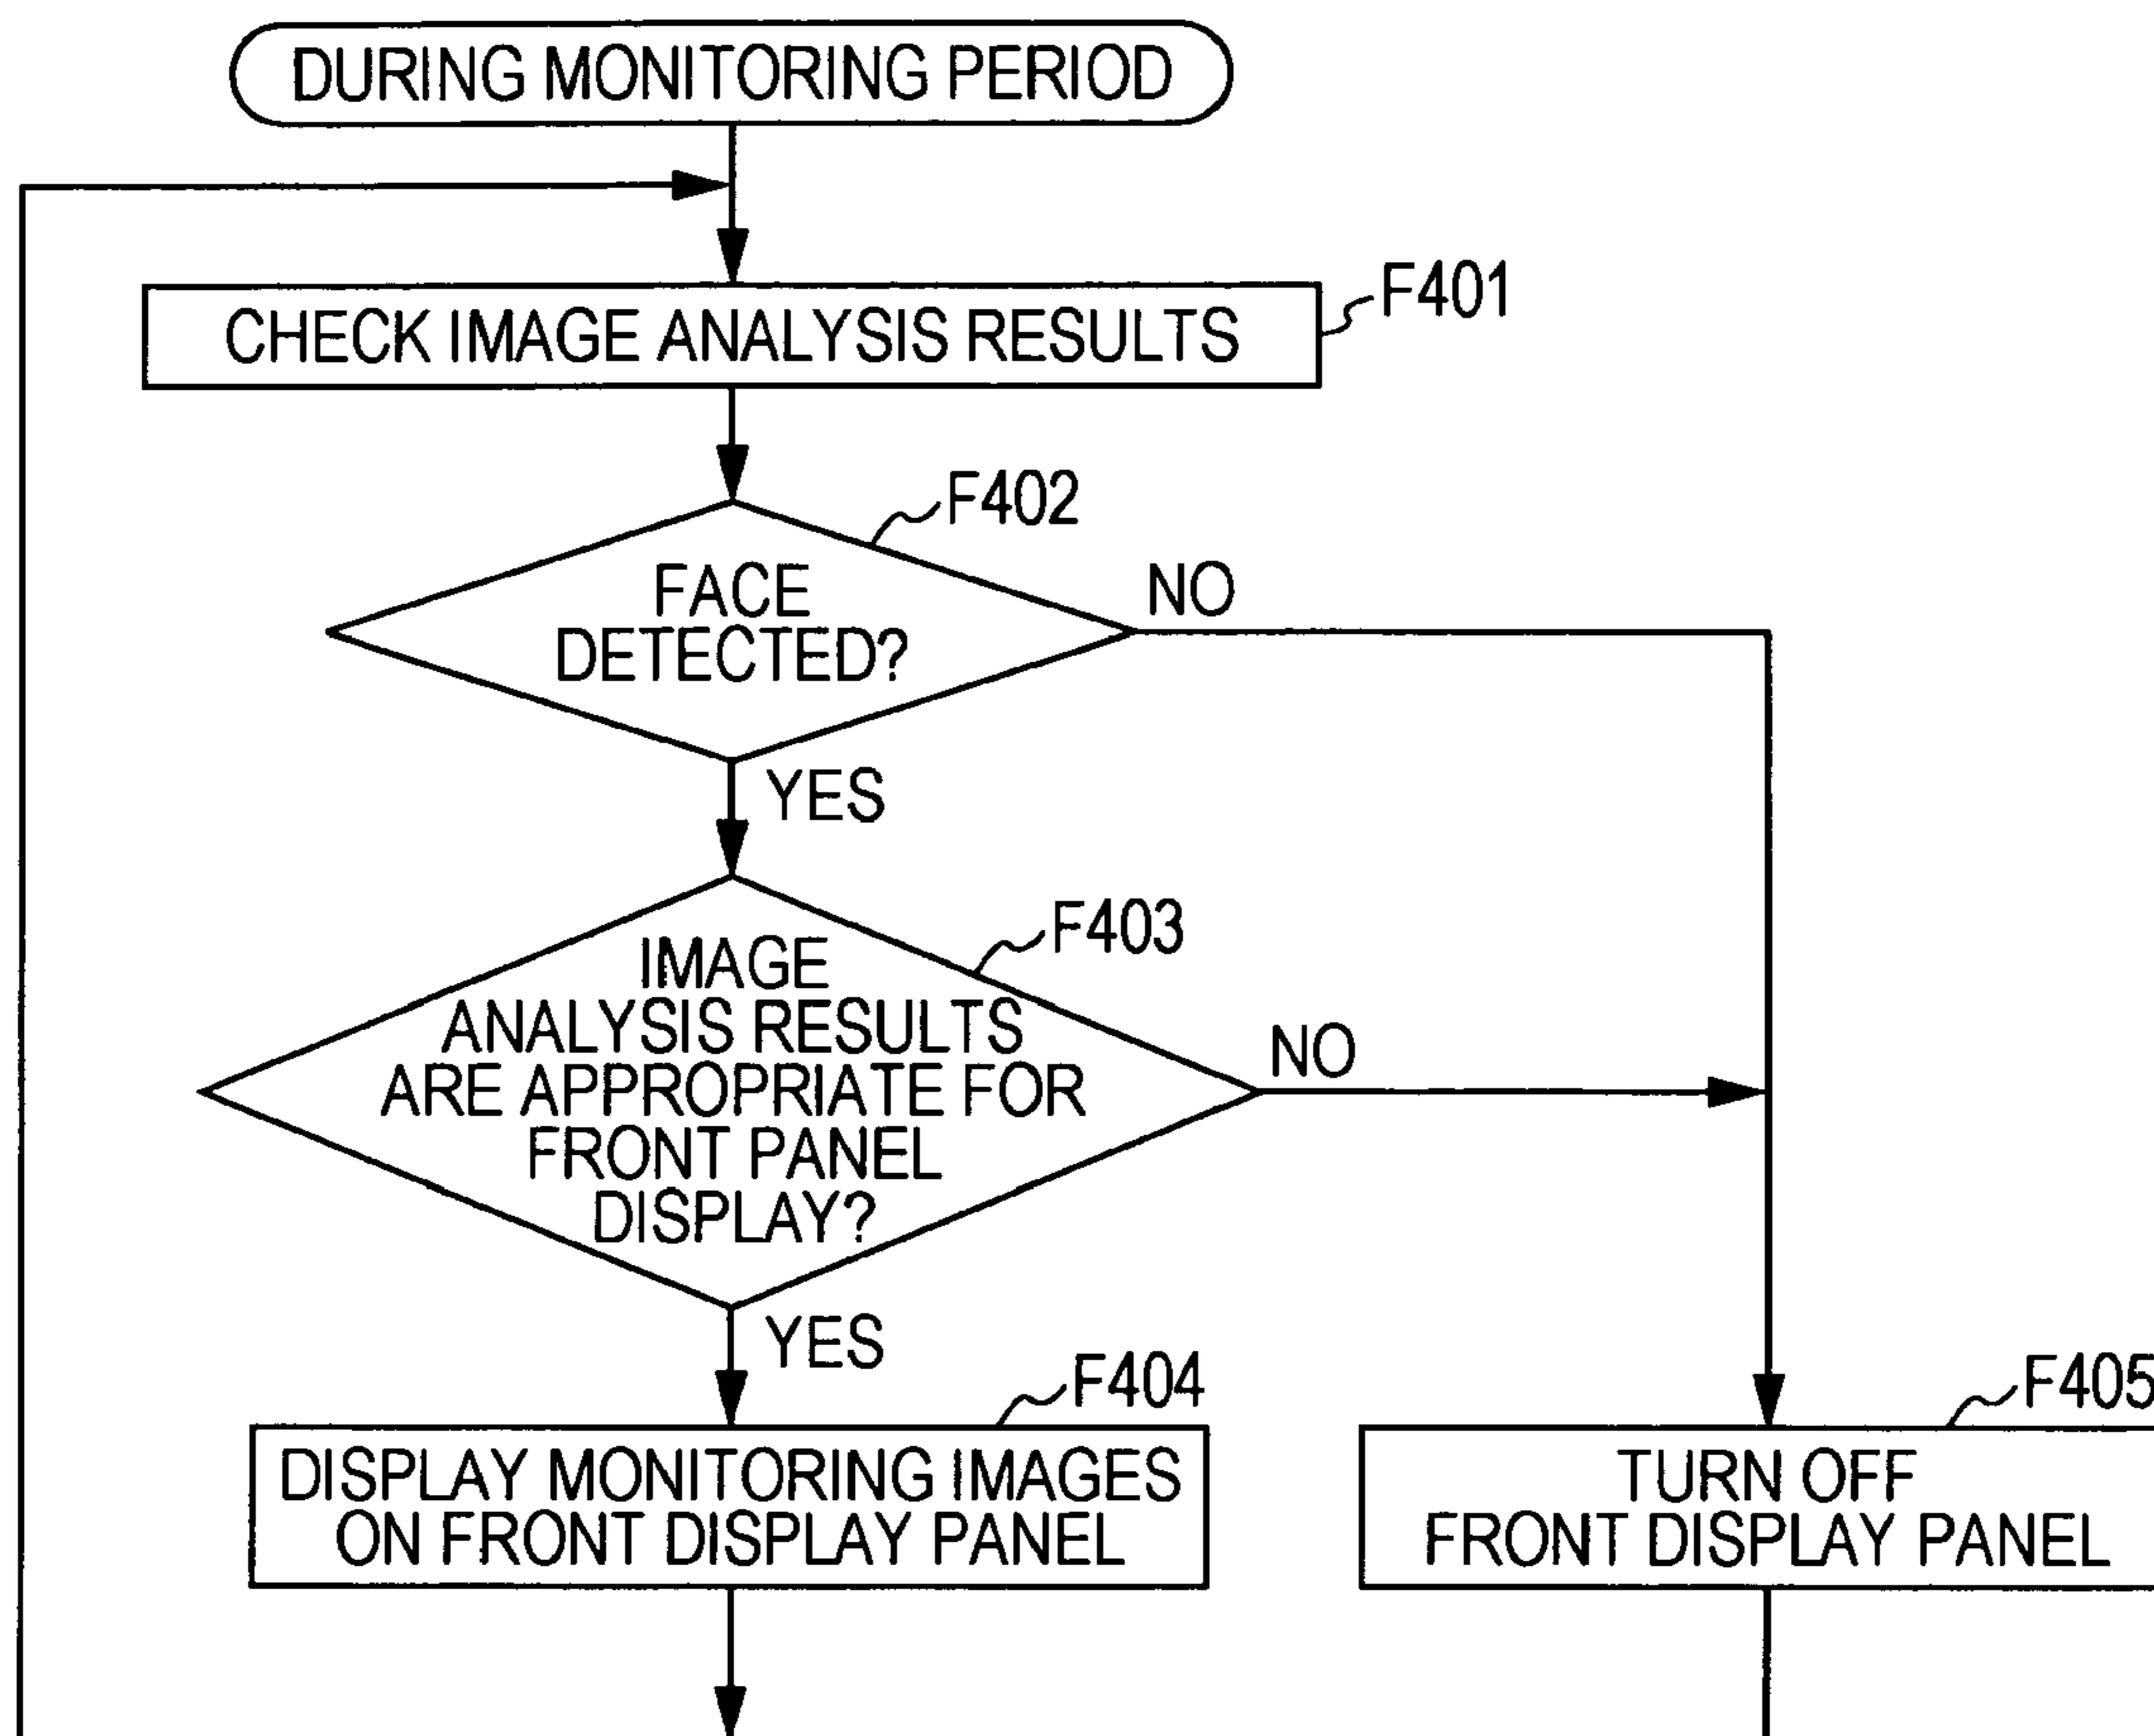 DURING MONITORING PERIOD
F401
CHECK IMAGE ANALYSIS RESULTS
F402
FACE
DETECTED?
NO
YES
F403
IMAGE
ANALYSIS RESULTS
ARE APPROPRIATE FOR
FRONT PANEL
DISPLAY?
NO
YES
F404
DISPLAY MONITORING IMAGES
ON FRONT DISPLAY PANEL
F405
TURN OFF
FRONT DISPLAY PANEL